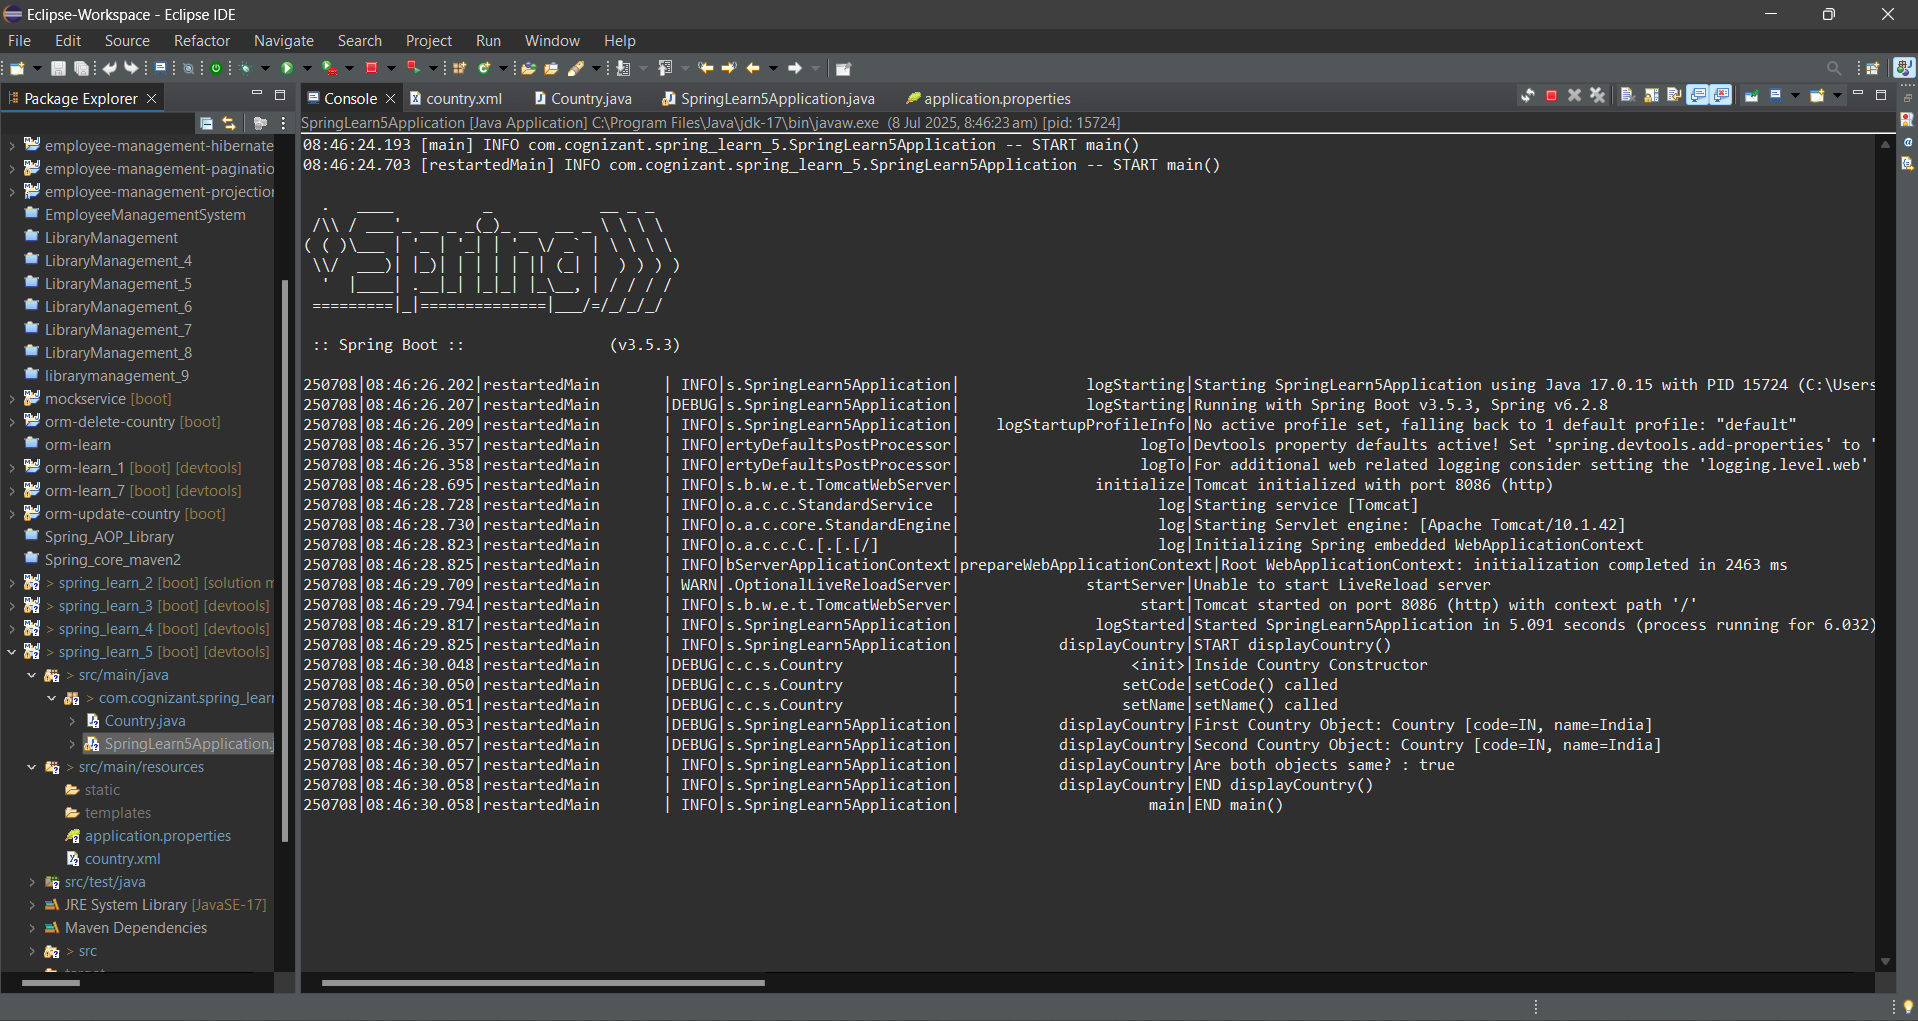 Eclipse-Workspace - Eclipse IDE
File Edit Source Refactor Navigate Search Project Run Window Help
Package Explorer
Console country.xml Country.java SpringLearn5Application.java application.properties
SpringLearn5Application [Java Application] C:\Program Files\Java\jdk-17\bin\javaw.exe (8 Jul 2025, 8:46:23 am) [pid: 15724]
employee-management-hibernate
employee-management-paginatio
employee-management-projection
EmployeeManagementSystem
LibraryManagement
LibraryManagement_4
LibraryManagement_5
LibraryManagement_6
LibraryManagement_7
LibraryManagement_8
librarymanagement_9
mockservice [boot]
orm-delete-country [boot]
orm-learn
orm-learn_1 [boot] [devtools]
orm-learn_7 [boot] [devtools]
orm-update-country [boot]
Spring_AOP_Library
Spring_core_maven2
> spring_learn_2 [boot] [solution
> spring_learn_3 [boot] [devtools]
> spring_learn_4 [boot] [devtools]
> spring_learn_5 [boot] [devtools]
> src/main/java
> com.cognizant.spring_lear
Country.java
SpringLearn5Application.
> src/main/resources
static
templates
application.properties
country.xml
src/test/java
JRE System Library [JavaSE-17]
Maven Dependencies
> src
08:46:24.193 [main] INFO com.cognizant.spring_learn_5.SpringLearn5Application -- START main()
08:46:24.703 [restartedMain] INFO com.cognizant.spring_learn_5.SpringLearn5Application -- START main()
Spring
:: Spring Boot :: (v3.5.3)
250708|08:46:26.202|restartedMain | INFO|s.SpringLearn5Application| logStarting|Starting SpringLearn5Application using Java 17.0.15 with PID 15724 (C:\Users
250708|08:46:26.207|restartedMain |DEBUG|s.SpringLearn5Application| logStarting|Running with Spring Boot v3.5.3, Spring v6.2.8
250708|08:46:26.209|restartedMain | INFO|s.SpringLearn5Application| logStartupProfileInfo|No active profile set, falling back to 1 default profile: "default"
250708|08:46:26.357|restartedMain | INFO|ertyDefaultsPostProcessor| logTo|Devtools property defaults active! Set 'spring.devtools.add-properties' to '
250708|08:46:26.358|restartedMain | INFO|ertyDefaultsPostProcessor| logTo|For additional web related logging consider setting the 'logging.level.web'
250708|08:46:28.695|restartedMain | INFO|s.b.w.e.t.TomcatWebServer| initialize|Tomcat initialized with port 8086 (http)
250708|08:46:28.728|restartedMain | INFO|o.a.c.c.StandardService | log|Starting service [Tomcat]
250708|08:46:28.730|restartedMain | INFO|o.a.c.core.StandardEngine| log|Starting Servlet engine: [Apache Tomcat/10.1.42]
250708|08:46:28.823|restartedMain | INFO|o.a.c.c.C.[.[.[/] | log|Initializing Spring embedded WebApplicationContext
250708|08:46:28.825|restartedMain | INFO|bServerApplicationContext|prepareWebApplicationContext|Root WebApplicationContext: initialization completed in 2463 ms
250708|08:46:29.709|restartedMain | WARN|.OptionalLiveReloadServer| startServer|Unable to start LiveReload server
250708|08:46:29.794|restartedMain | INFO|s.b.w.e.t.TomcatWebServer| start|Tomcat started on port 8086 (http) with context path '/'
250708|08:46:29.817|restartedMain | INFO|s.SpringLearn5Application| logStarted|Started SpringLearn5Application in 5.091 seconds (process running for 6.032)
250708|08:46:29.825|restartedMain | INFO|s.SpringLearn5Application| displayCountry|START displayCountry()
250708|08:46:30.048|restartedMain |DEBUG|c.c.s.Country | <init>|Inside Country Constructor
250708|08:46:30.050|restartedMain |DEBUG|c.c.s.Country | setCode|setCode() called
250708|08:46:30.051|restartedMain |DEBUG|c.c.s.Country | setName|setName() called
250708|08:46:30.053|restartedMain |DEBUG|s.SpringLearn5Application| displayCountry|First Country Object: Country [code=IN, name=India]
250708|08:46:30.057|restartedMain |DEBUG|s.SpringLearn5Application| displayCountry|Second Country Object: Country [code=IN, name=India]
250708|08:46:30.057|restartedMain | INFO|s.SpringLearn5Application| displayCountry|Are both objects same? : true
250708|08:46:30.058|restartedMain | INFO|s.SpringLearn5Application| displayCountry|END displayCountry()
250708|08:46:30.058|restartedMain | INFO|s.SpringLearn5Application| main|END main()